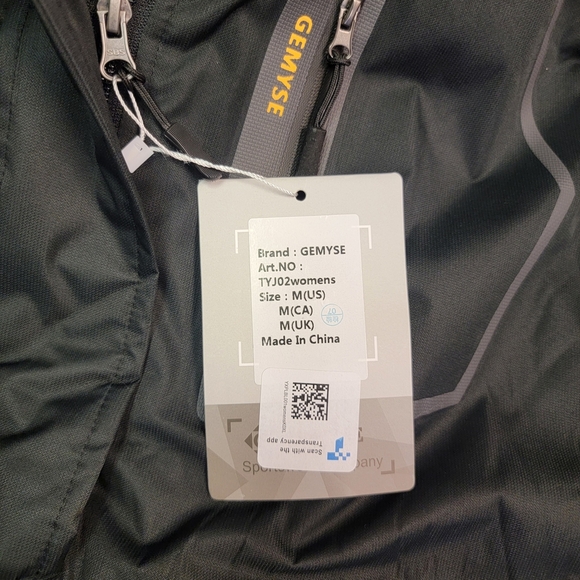 GEMYSE
Brand : GEMYSE
Art.NO :
TYJ02womens
Size : M(US)
M(CA)
M(UK)
Made In China
Scan with the
Transparency app